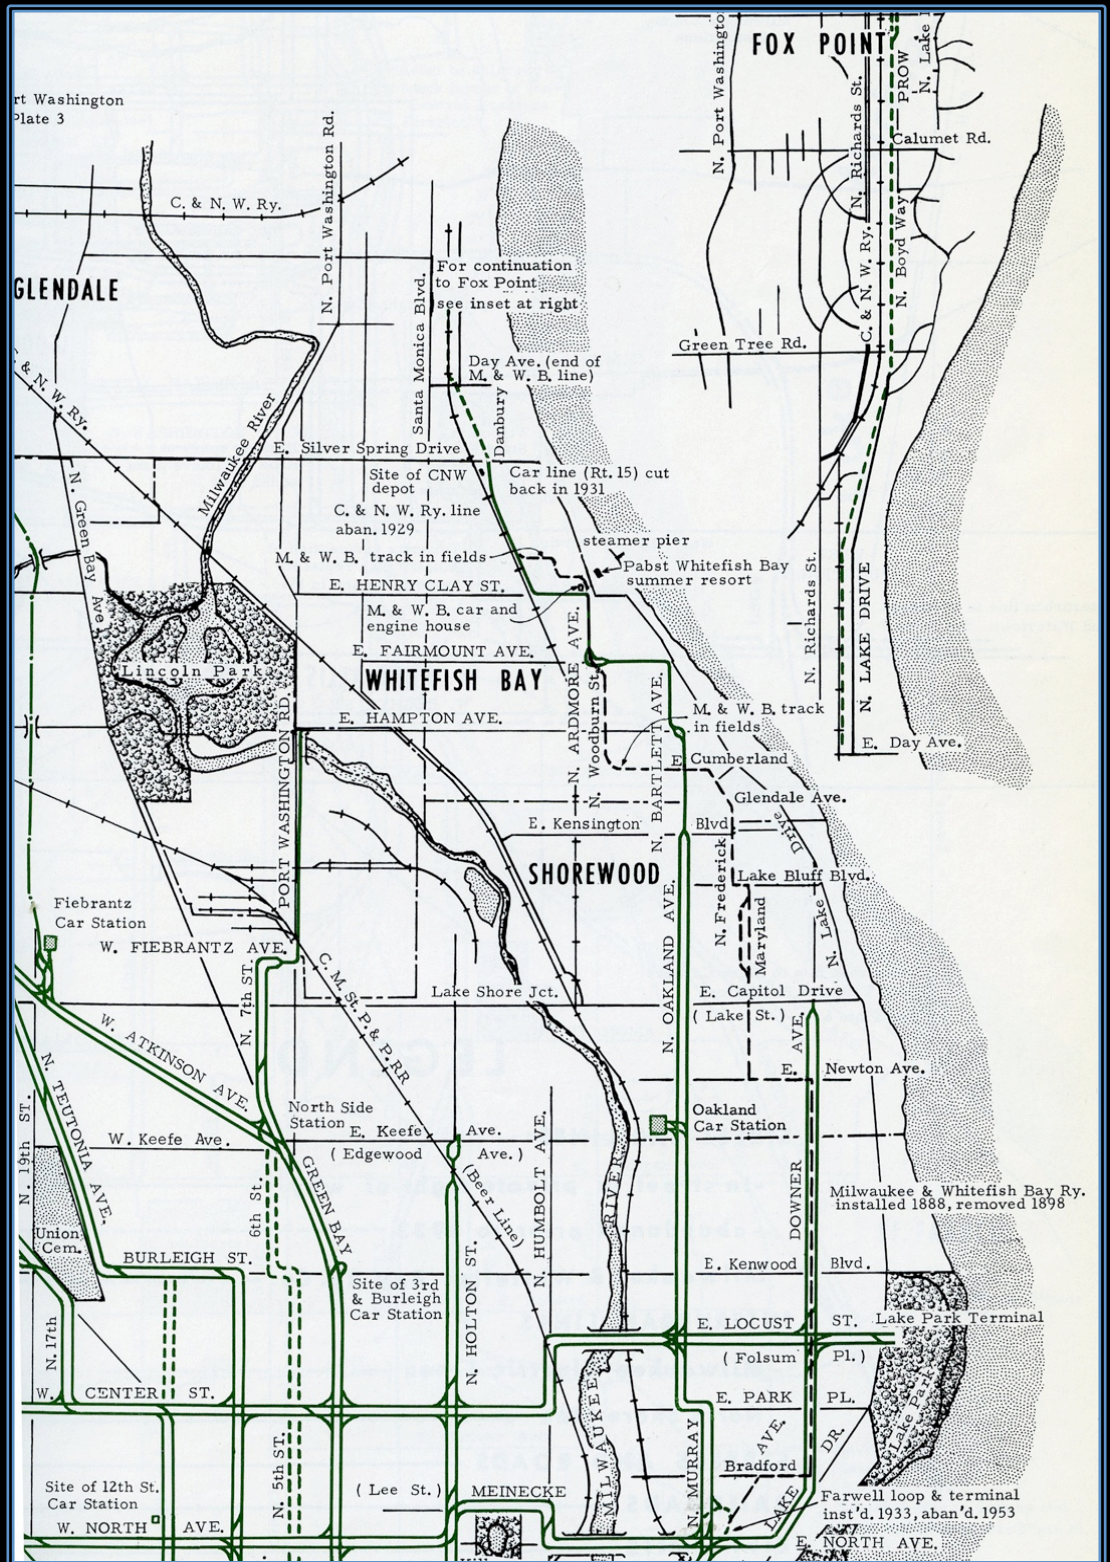 FOX POINT
N. Port Washington
N. Richards St.
PROW
N. Lake
rt Washington
Plate 3
Calumet Rd.
C. & N. W. Ry.
N. Port Washington Rd.
GLENDALE
For continuation
to Fox Point
see inset at right
Santa Monica Blvd.
C. & N. W. Ry.
N. Boyd Way
Green Tree Rd.
Day Ave. (end of
M. & W. B. line)
Danbury
& N. W. Ry.
Milwaukee River
E. Silver Spring Drive
Site of CNW
depot
Car line (Rt. 15) cut
back in 1931
C. & N. W. Ry. line
aban. 1929
N. Green Bay Ave.
steamer pier
M. & W. B. track in fields
Pabst Whitefish Bay
summer resort
E. HENRY CLAY ST.
M. & W. B. car and
engine house
N. Richards St.
N. LAKE DRIVE
E. FAIRMOUNT AVE.
Lincoln Park
WHITEFISH BAY
N. ARDMORE AVE.
N. Woodburn St.
N. BARTLETT AVE.
E. HAMPTON AVE.
M. & W. B. track
in fields
E. Day Ave.
E. Cumberland
PORT WASHINGTON RD.
Glendale Ave.
E. Kensington Blvd.
Drive
SHOREWOOD
N. Frederick
Lake Bluff Blvd.
Maryland
N. Lake
Fiebrantz
Car Station
W. FIEBRANTZ AVE.
N. OAKLAND AVE.
C. M. St. P. & P. RR
Lake Shore Jct.
E. Capitol Drive
(Lake St.)
N. 7th ST.
W. ATKINSON AVE.
AVE.
E. Newton Ave.
N. TEUTONIA AVE.
N. 19th ST.
North Side
Station
Oakland
Car Station
W. Keefe Ave.
E. Keefe Ave.
(Edgewood Ave.)
N. HUMBOLT AVE.
(Beer Line)
GREEN BAY
RIVER
DOWNER
Milwaukee & Whitefish Bay Ry.
installed 1888, removed 1898
6th St.
Union
Cem.
BURLEIGH ST.
E. Kenwood Blvd.
Site of 3rd
& Burleigh
Car Station
N. HOLTON ST.
N. 17th
E. LOCUST ST.
Lake Park Terminal
(Folsum Pl.)
W. CENTER ST.
E. PARK PL.
MILWAUKEE
N. MURRAY
AVE.
DR.
Lake Park
N. 5th ST.
Bradford
Site of 12th St.
Car Station
(Lee St.)
MEINECKE
LAKE
Farwell loop & terminal
inst'd. 1933, aban'd. 1953
W. NORTH AVE.
E. NORTH AVE.